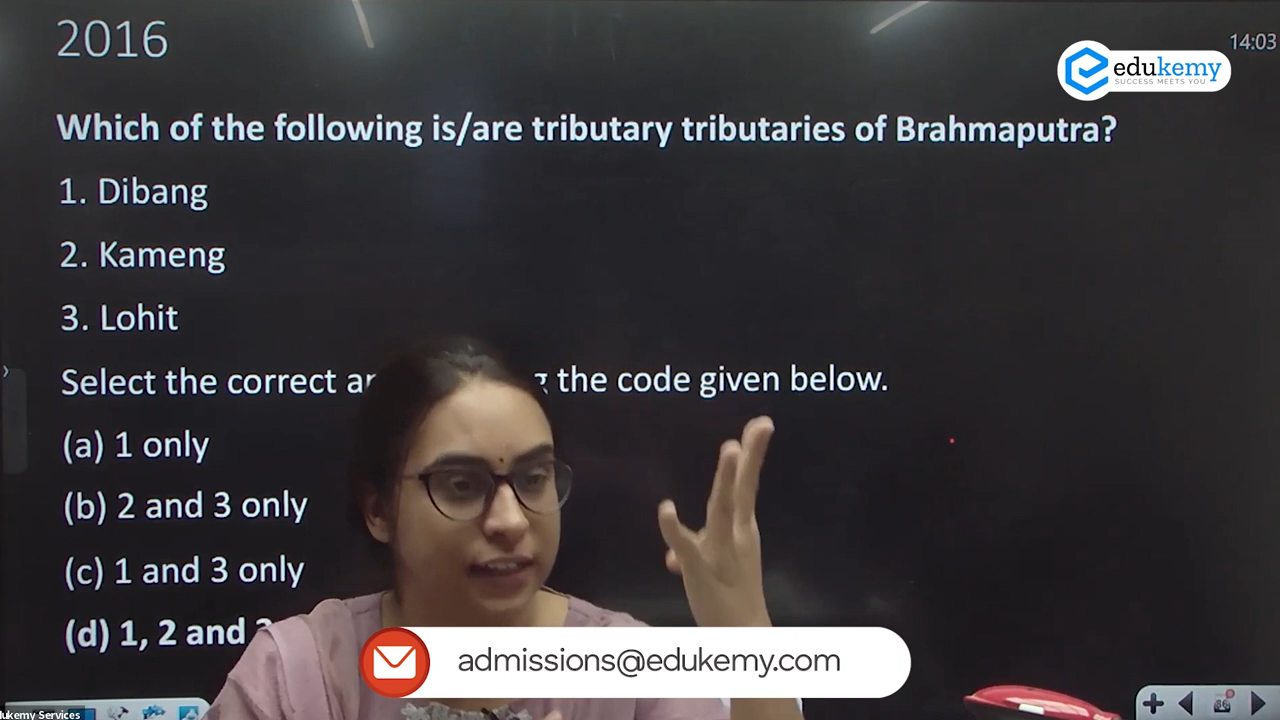 2016
14:03
edukemy
SUCCESS MEETS YOU
Which of the following is/are tributary tributaries of Brahmaputra?
1. Dibang
2. Kameng
3. Lohit
Select the correct the code given below.
(a) 1 only
(b) 2 and 3 only
(c) 1 and 3 only
(d) 1, 2 and
admissions@edukemy.com
ukemy Services